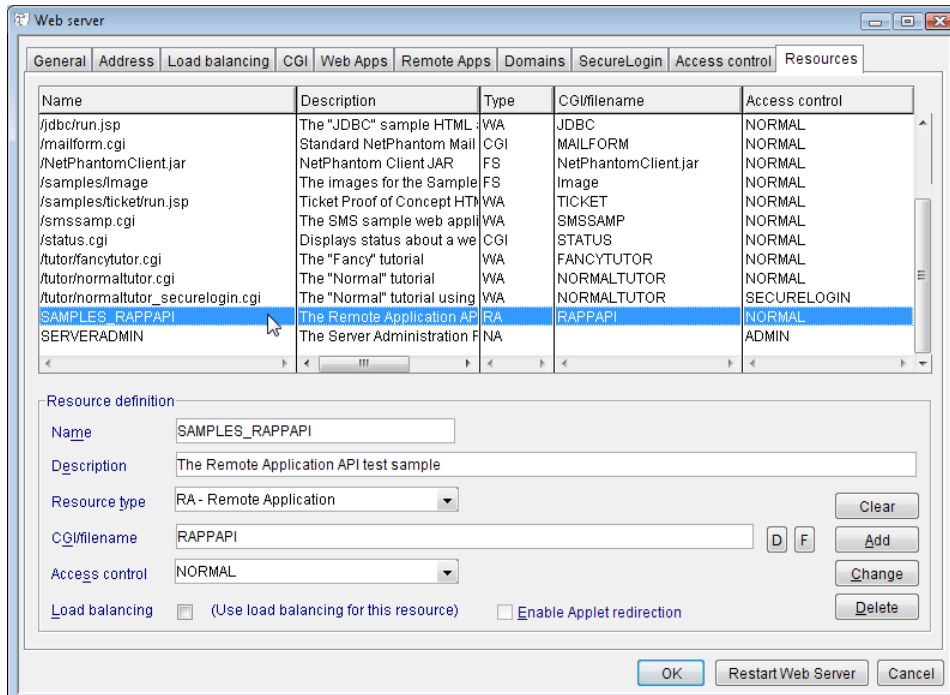 Web server
General Address Load balancing CGI Web Apps Remote Apps Domains SecureLogin Access control Resources
Name Description Type CGI/filename Access control
/jdbc/run.jsp The "JDBC" sample HTML WA JDBC NORMAL
/mailform.cgi Standard NetPhantom Mail CGI MAILFORM NORMAL
/NetPhantomClient.jar NetPhantom Client JAR FS NetPhantomClient.jar NORMAL
/samples/Image The images for the Sample FS Image NORMAL
/samples/ticket/run.jsp Ticket Proof of Concept HTM WA TICKET NORMAL
/smssamp.cgi The SMS sample web appli WA SMSSAMP NORMAL
/status.cgi Displays status about a we CGI STATUS NORMAL
/tutor/fancytutor.cgi The "Fancy" tutorial WA FANCYTUTOR NORMAL
/tutor/normaltutor.cgi The "Normal" tutorial WA NORMALTUTOR NORMAL
/tutor/normaltutor_securelogin.cgi The "Normal" tutorial using WA NORMALTUTOR SECURELOGIN
SAMPLES_RAPPAPI The Remote Application AP RA RAPPAPI NORMAL
SERVERADMIN The Server Administration F NA ADMIN
Resource definition
Name SAMPLES_RAPPAPI
Description The Remote Application API test sample
Resource type RA - Remote Application
Clear
CGI/filename RAPPAPI D F Add
Access control NORMAL Change
Load balancing (Use load balancing for this resource) Enable Applet redirection Delete
OK Restart Web Server Cancel